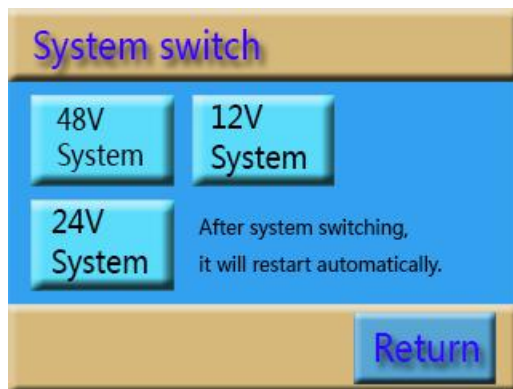 System switch
48V
System
12V
System
24V
System
After system switching,
it will restart automatically.
Return